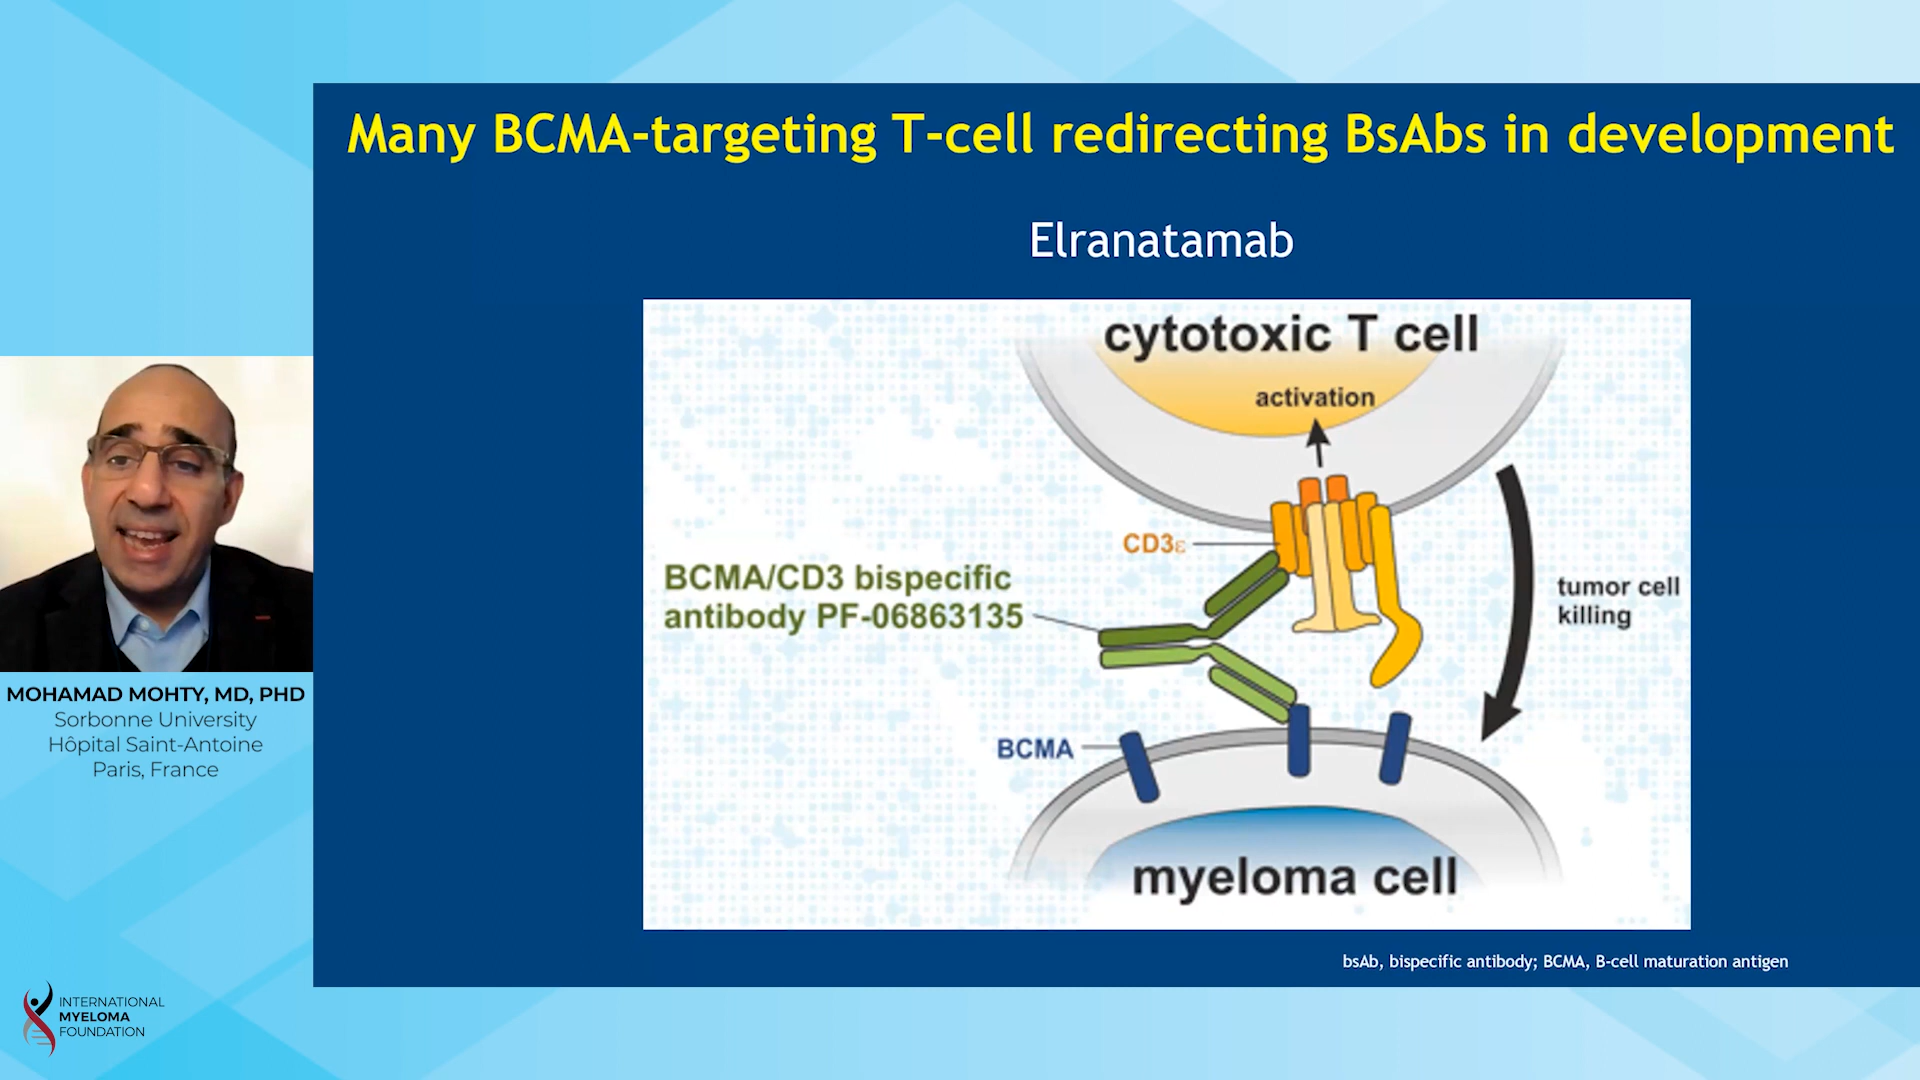 Many BCMA-targeting T-cell redirecting BsAbs in development
Elranatamab
cytotoxic T cell
activation
CD3ε
BCMA/CD3 bispecific
antibody PF-06863135
tumor cell
killing
BCMA
myeloma cell
bsAb, bispecific antibody; BCMA, B-cell maturation antigen
MOHAMAD MOHTY, MD, PHD
Sorbonne University
Hôpital Saint-Antoine
Paris, France
INTERNATIONAL
MYELOMA
FOUNDATION